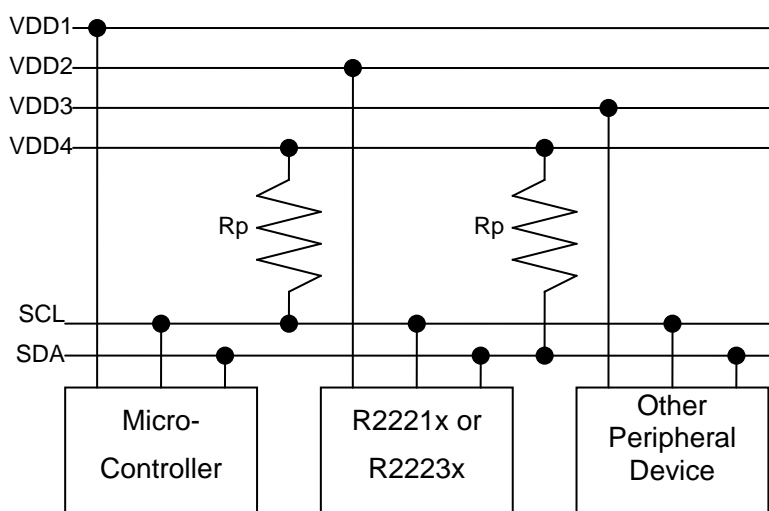 VDD1
VDD2
VDD3
VDD4
Rp
Rp
SCL
SDA
Micro-
Controller
R2221x or
R2223x
Other
Peripheral
Device